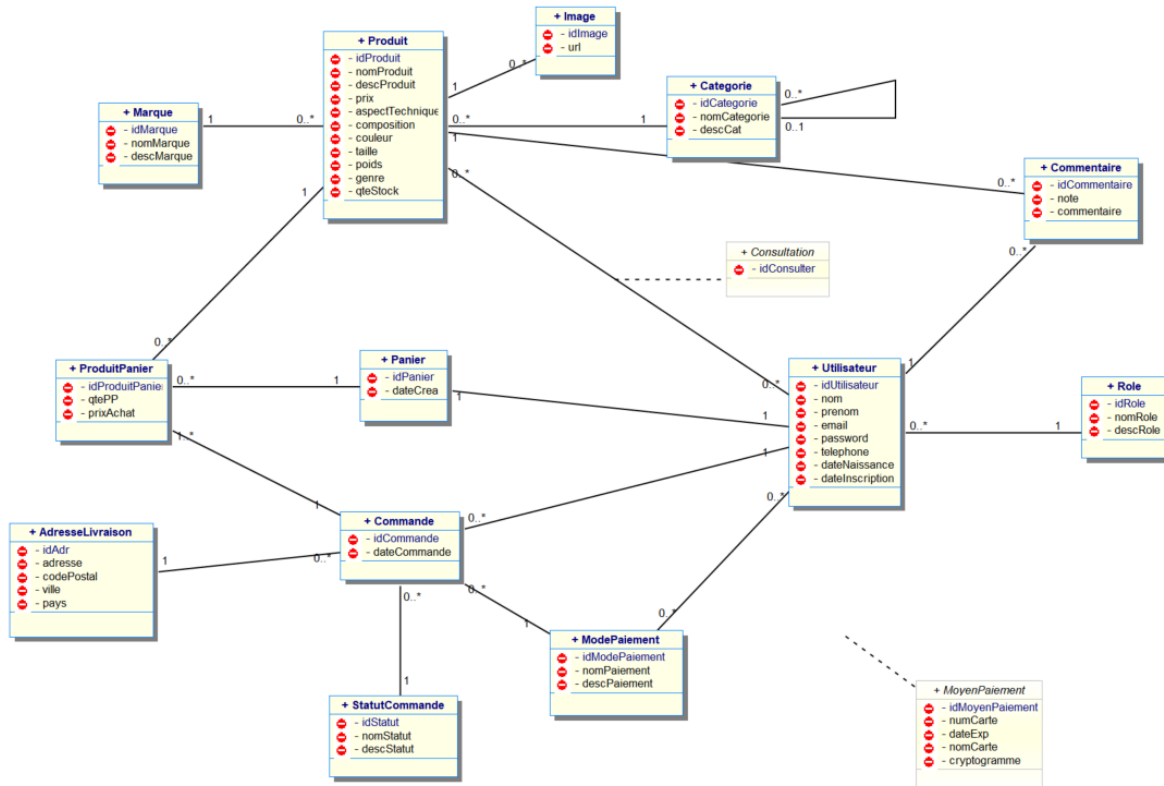 + Image
- idImage
- url
+ Produit
- idProduit
- nomProduit
- descProduit
- prix
- aspectTechnique
- composition
- couleur
- taille
- poids
- genre
- qteStock
1
0..*
+ Categorie
- idCategorie
- nomCategorie
- descCat
0..*
0..1
+ Marque
- idMarque
- nomMarque
- descMarque
1
0..*
0..*
1
1
0..*
+ Commentaire
- idCommentaire
- note
- commentaire
0..*
0..*
1
+ Consultation
- idConsulter
0..*
0..*
+ ProduitPanier
- idProduitPanie
- qtePP
- prixAchat
0..*
1
+ Panier
- idPanier
- dateCrea
1
1
+ Utilisateur
- idUtilisateur
- nom
- prenom
- email
- password
- telephone
- dateNaissance
- dateInscription
1
0..*
1
+ Role
- idRole
- nomRole
- descRole
1..*
1
1
0..*
+ Commande
- idCommande
- dateCommande
+ AdresseLivraison
- idAdr
- adresse
- codePostal
- ville
- pays
1
0..*
0..*
0..*
0..*
1
0..*
+ ModePaiement
- idModePaiement
- nomPaiement
- descPaiement
1
+ StatutCommande
- idStatut
- nomStatut
- descStatut
+ MoyenPaiement
- idMoyenPaiement
- numCarte
- dateExp
- nomCarte
- cryptogramme